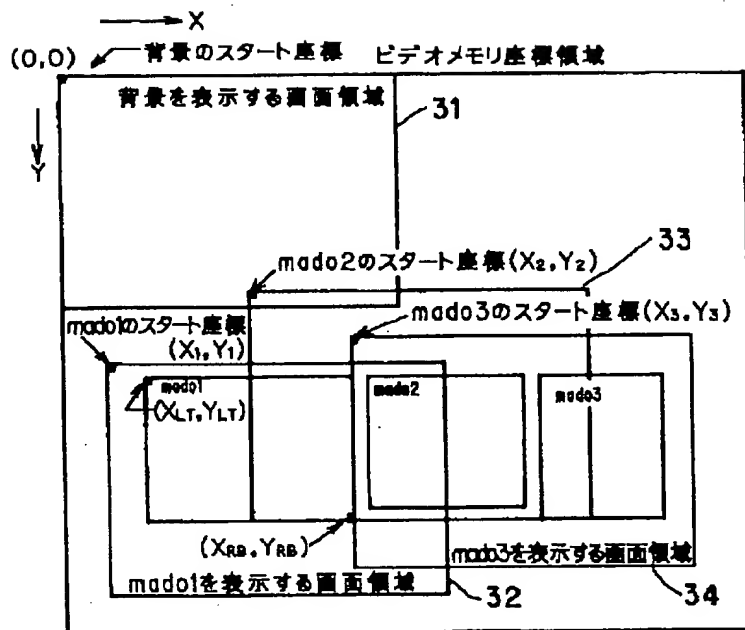 X
(0,0)
背景のスタート座標
ビデオメモリ座標領域
背景を表示する画面領域
31
Y
33
mado2のスタート座標(X2,Y2)
mado1のスタート座標
(X1,Y1)
mado3のスタート座標(X3,Y3)
mado1
mado2
mado3
(XLT,YLT)
(XRB,YRB)
mado3を表示する画面領域
mado1を表示する画面領域
32
34